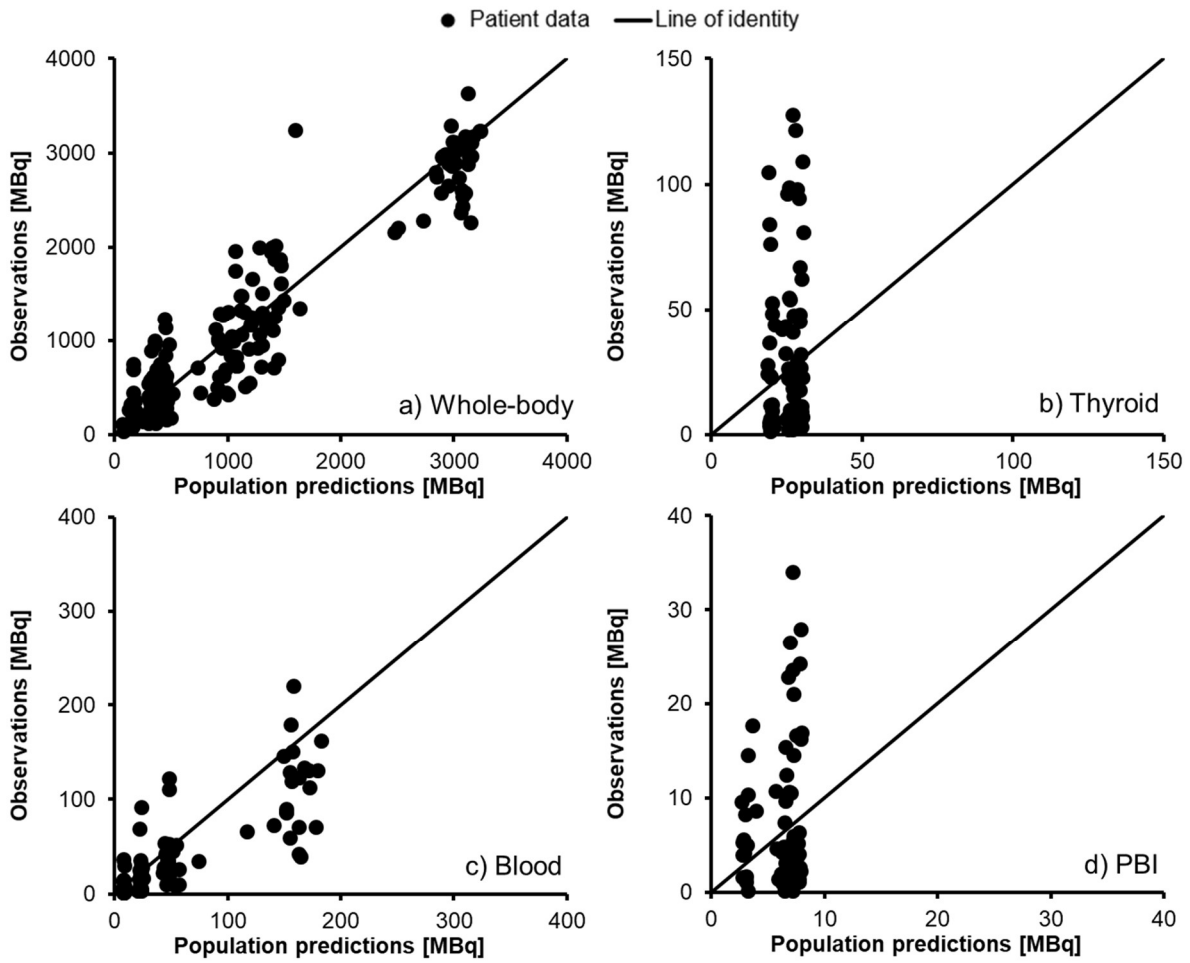 Patient data Line of identity
4000
3000
2000
1000
0
0 1000 2000 3000 4000
Observations [MBq]
Population predictions [MBq]
a) Whole-body
150
100
50
0
0 50 100 150
Observations [MBq]
Population predictions [MBq]
b) Thyroid
400
300
200
100
0
0 100 200 300 400
Observations [MBq]
Population predictions [MBq]
c) Blood
40
30
20
10
0
0 10 20 30 40
Observations [MBq]
Population predictions [MBq]
d) PBI